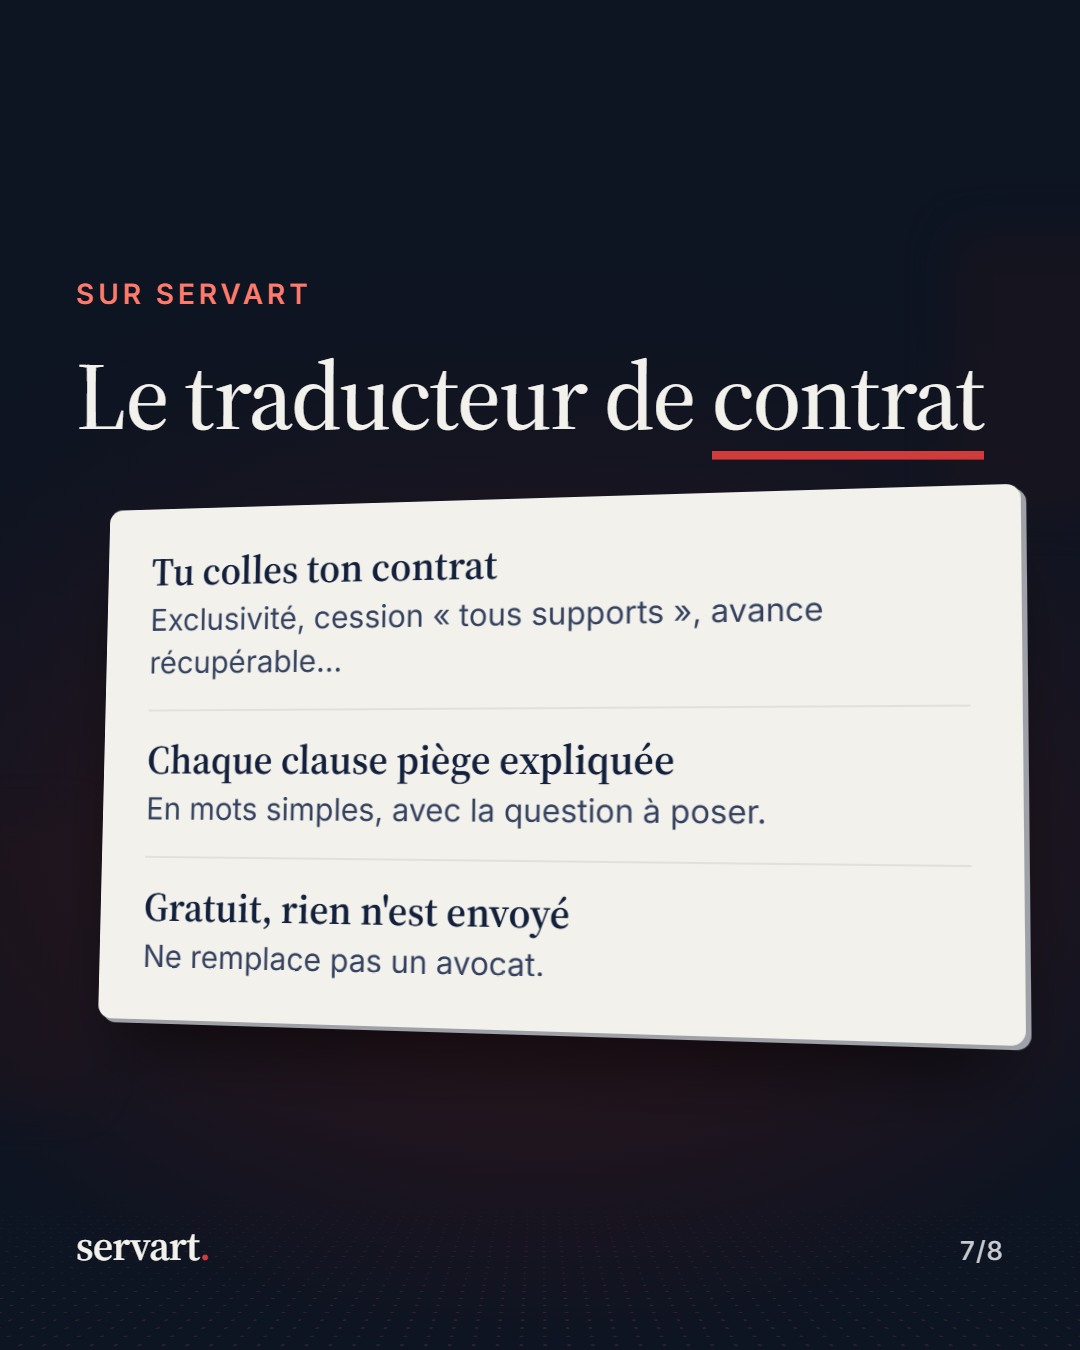 SUR SERVART
Le traducteur de contrat
Tu colles ton contrat
Exclusivité, cession « tous supports », avance
récupérable...
Chaque clause piège expliquée
En mots simples, avec la question à poser.
Gratuit, rien n'est envoyé
Ne remplace pas un avocat.
servart.
7/8